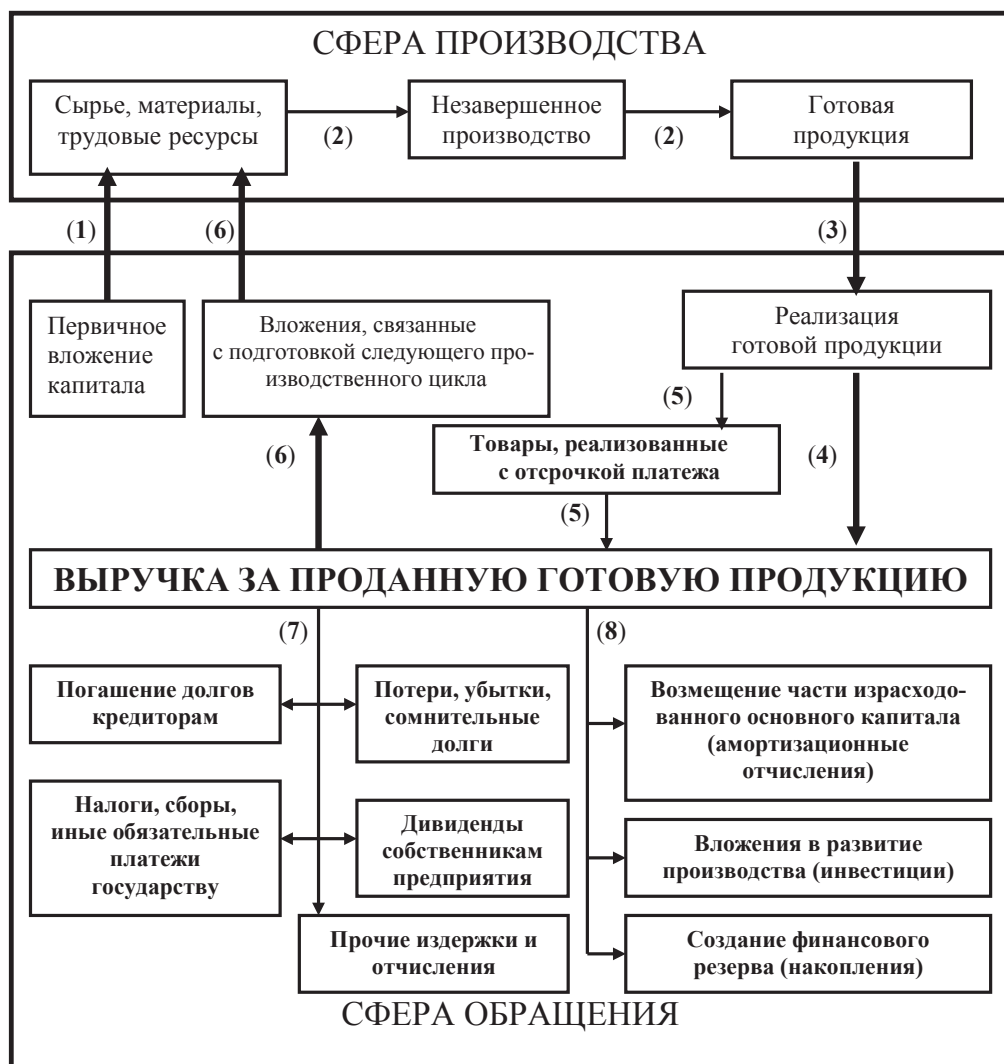 СФЕРА ПРОИЗВОДСТВА
Сырье, материалы,
трудовые ресурсы
(2)
Незавершенное
производство
(2)
Готовая
продукция
(1)
(6)
(3)
Первичное
вложение
капитала
Вложения, связанные
с подготовкой следующего про-
изводственного цикла
Реализация
готовой продукции
(5)
(6)
Товары, реализованные
с отсрочкой платежа
(4)
(5)
ВЫРУЧКА ЗА ПРОДАННУЮ ГОТОВУЮ ПРОДУКЦИЮ
(7)
(8)
Погашение долгов
кредиторам
Потери, убытки,
сомнительные
долги
Возмещение части израсходо-
ванного основного капитала
(амортизационные
отчисления)
Налоги, сборы,
иные обязательные
платежи
государству
Дивиденды
собственникам
предприятия
Вложения в развитие
производства (инвестиции)
Прочие издержки и
отчисления
Создание финансового
резерва (накопления)
СФЕРА ОБРАЩЕНИЯ